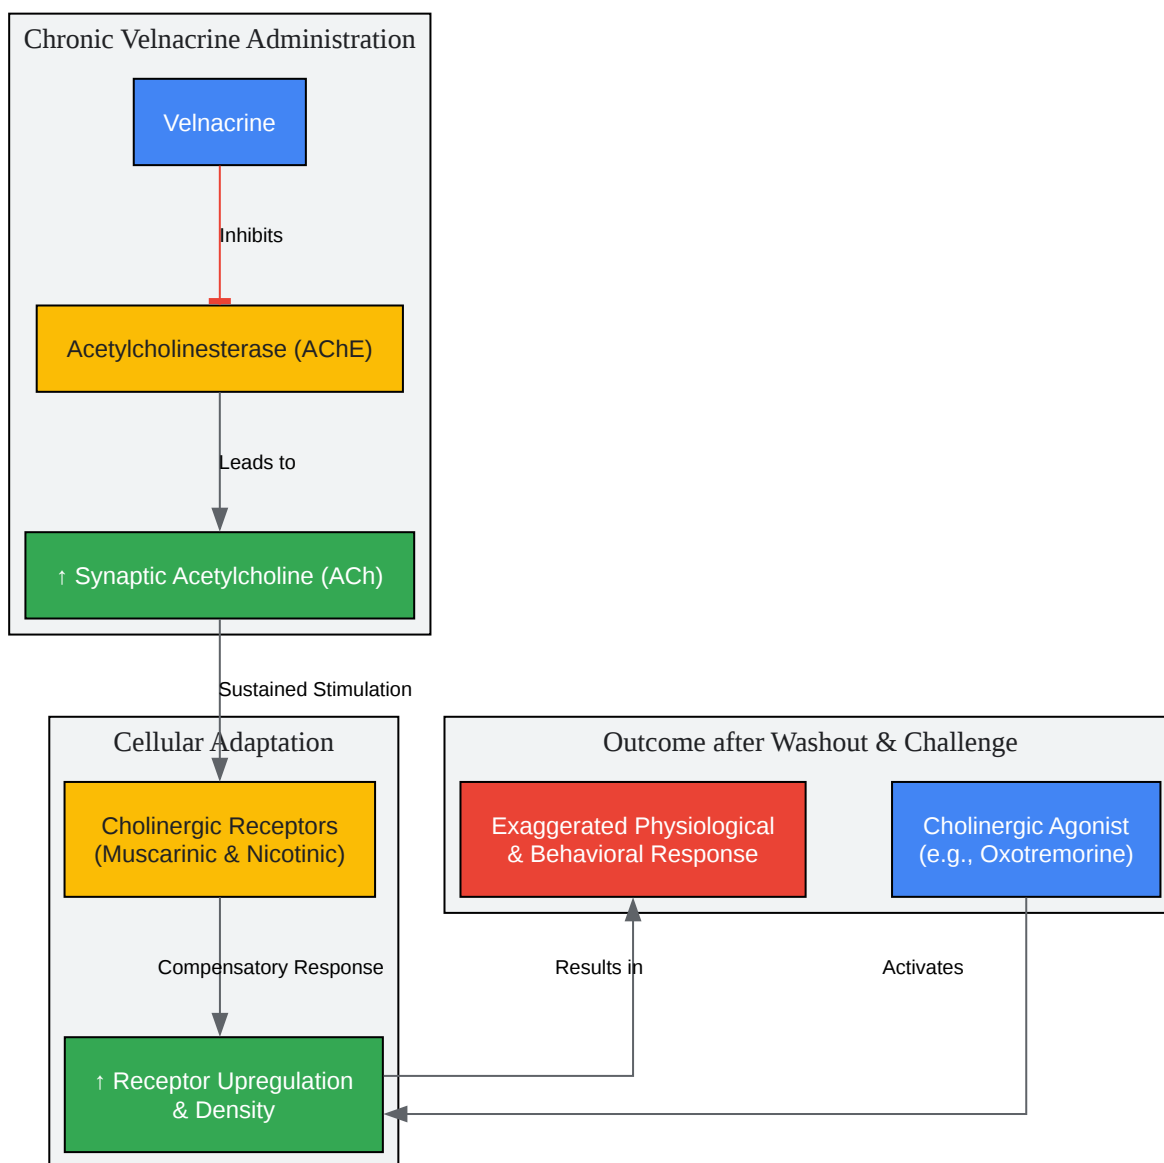 Chronic Velnacrine Administration
Velnacrine
Inhibits
Acetylcholinesterase (AChE)
Leads to
↑ Synaptic Acetylcholine (ACh)
Sustained Stimulation
Cellular Adaptation
Cholinergic Receptors
(Muscarinic & Nicotinic)
Compensatory Response
↑ Receptor Upregulation
& Density
Outcome after Washout & Challenge
Exaggerated Physiological
& Behavioral Response
Cholinergic Agonist
(e.g., Oxotremorine)
Results in
Activates